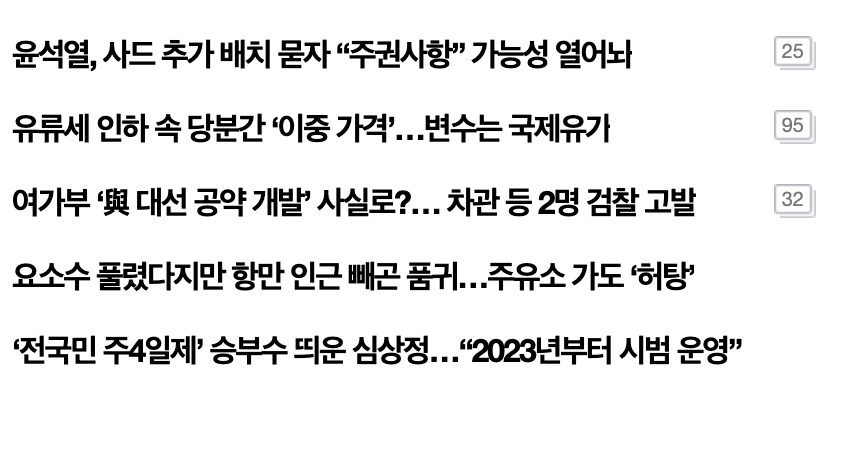 윤석열, 사드 추가 배치 묻자 “주권사항” 가능성 열어놔 25
유류세 인하 속 당분간 ‘이중 가격’…변수는 국제유가 95
여가부 ‘與 대선 공약 개발’ 사실로?… 차관 등 2명 검찰 고발 32
요소수 풀렸다지만 항만 인근 빼곤 품귀…주유소 가도 ‘허탕’
‘전국민 주4일제’ 승부수 띄운 심상정…“2023년부터 시범 운영”